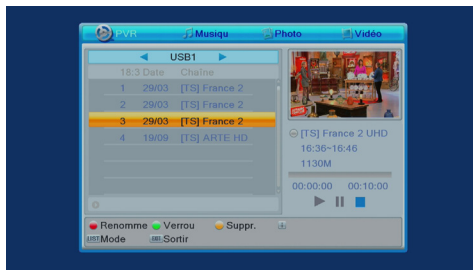 PVR Musiqu Photo Vidéo
USB1
18:3 Date Chaîne
1 29/03 [TS] France 2
2 29/03 [TS] France 2
3 29/03 [TS] France 2
4 19/09 [TS] ARTE HD
[TS] France 2 UHD
16:36~16:46
1130M
00:00:00 00:10:00
Renomme Verrou Suppr.
Mode Sortir